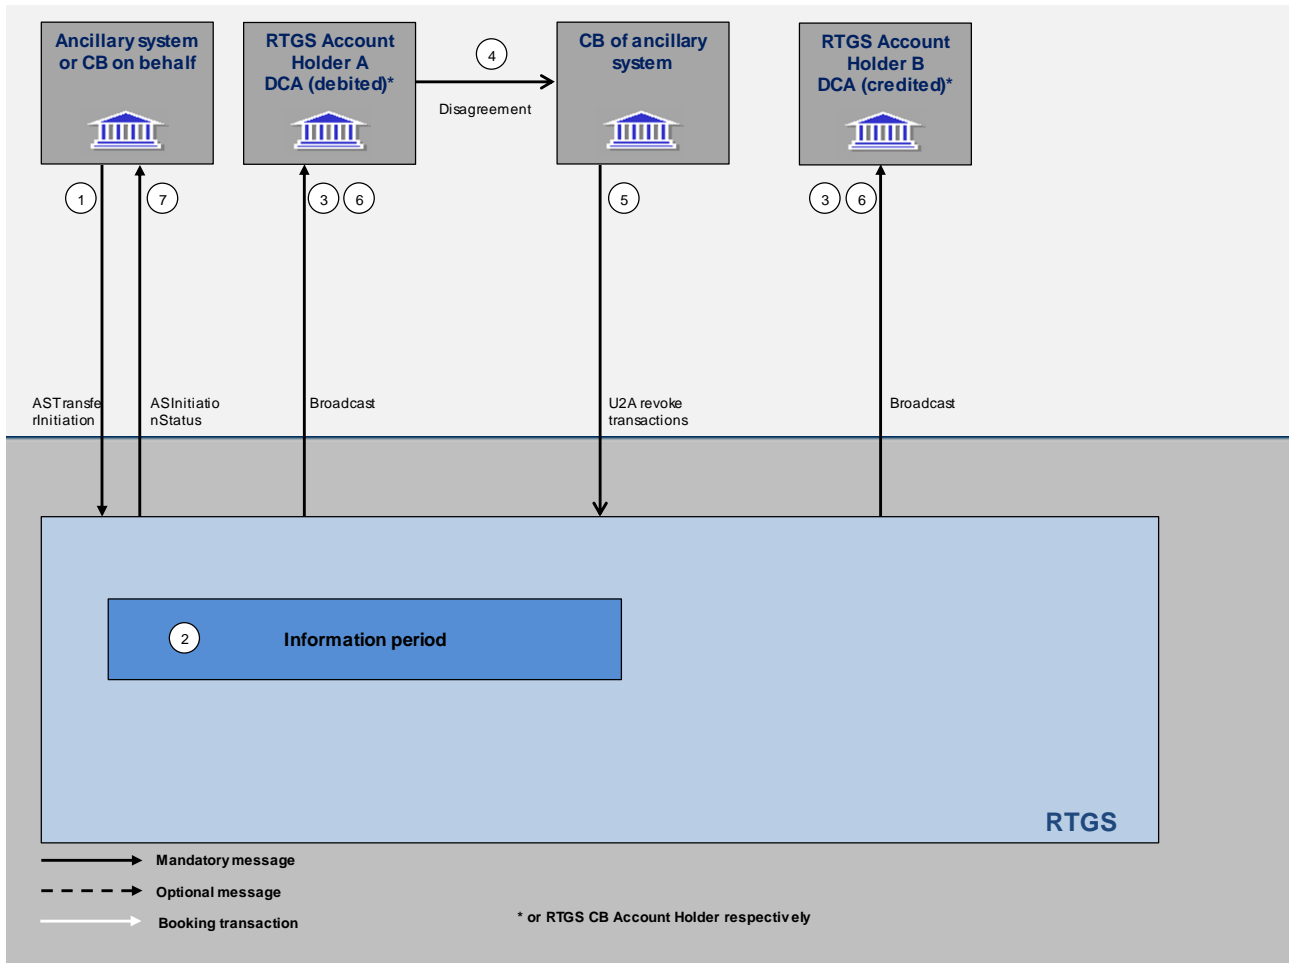 Ancillary system
or CB on behalf
RTGS Account
Holder A
DCA (debited)*
4
Disagreement
CB of ancillary
system
RTGS Account
Holder B
DCA (credited)*
1
7
3
6
5
3
6
ASTransfe
rInitiation
ASInitiatio
nStatus
Broadcast
U2A revoke
transactions
Broadcast
2
Information period
RTGS
Mandatory message
Optional message
Booking transaction
* or RTGS CB Account Holder respectively